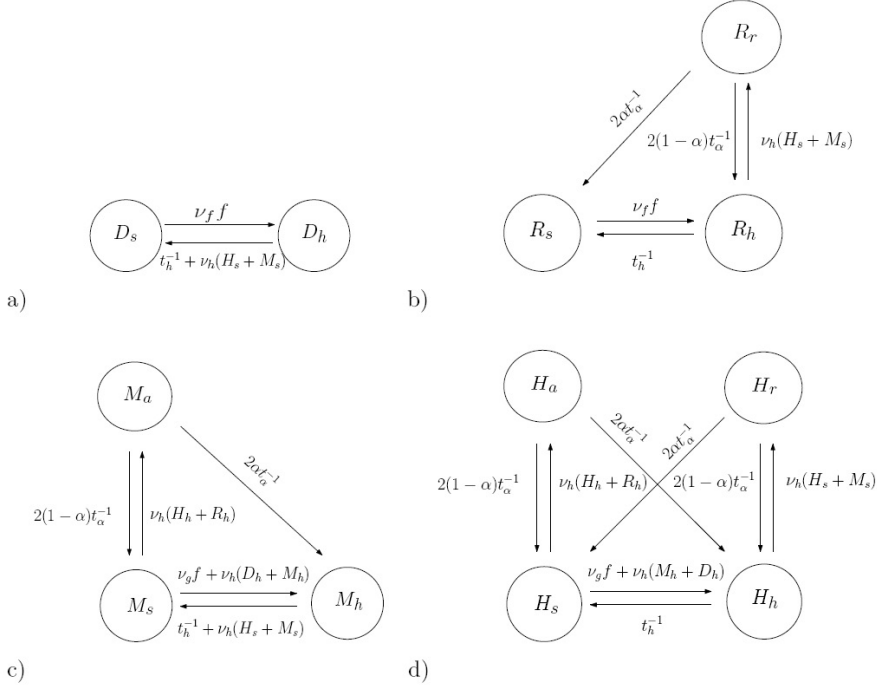 D_s
ν_f f
D_h
t_h^{-1} + ν_h(H_s + M_s)
a)
R_r
2αt_α^{-1}
2(1 − α)t_α^{-1}
ν_h(H_s + M_s)
R_s
ν_f f
R_h
t_h^{-1}
b)
M_a
2αt_α^{-1}
2(1 − α)t_α^{-1}
ν_h(H_h + R_h)
M_s
ν_g f + ν_h(D_h + M_h)
M_h
t_h^{-1} + ν_h(H_s + M_s)
c)
H_a
H_r
2αt_α^{-1}
2αt_α^{-1}
2(1 − α)t_α^{-1}
ν_h(H_h + R_h)
2(1 − α)t_α^{-1}
ν_h(H_s + M_s)
H_s
ν_g f + ν_h(M_h + D_h)
H_h
t_h^{-1}
d)